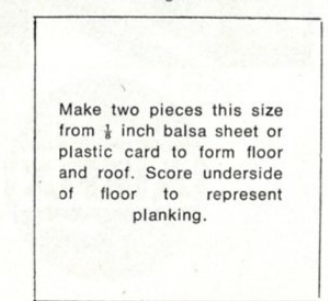 Make two pieces this size
from ⅛ inch balsa sheet or
plastic card to form floor
and roof. Score underside
of floor to represent
planking.